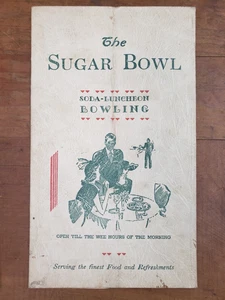 The
SUGAR BOWL
SODA-LUNCHEON
BOWLING
OPEN TILL THE WEE HOURS OF THE MORNING
Serving the finest Food and Refreshments